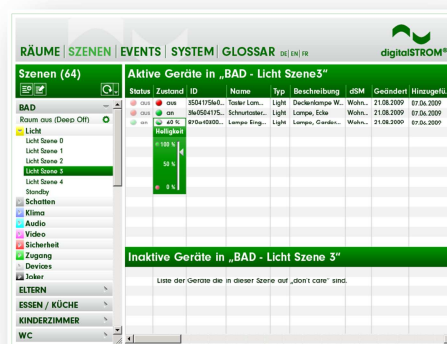 RÄUME | SZENEN | EVENTS | SYSTEM | GLOSSAR DE| EN| FR
digitalSTROM®
Szenen (64)
BAD
Raum aus (Deep Off)
Licht
Licht Szene 0
Licht Szene 1
Licht Szene 2
Licht Szene 3
Licht Szene 4
Standby
Schatten
Klima
Audio
Video
Sicherheit
Zugang
Devices
Joker
ELTERN
ESSEN / KÜCHE
KINDERZIMMER
WC
Aktive Geräte in „BAD - Licht Szene3"
Status Zustand ID Name Typ Beschreibung dSM Geändert Hinzugefü.
aus aus 3504175fe0... Taster Lam... Light Deckenlampe W... Wohn... 21.08.2009 07.06.2009
aus an 3fe0504175... Schnurtaster... Light Lampe, Ecke Wohn... 21.08.2009 07.06.2009
an 60 % Lampe Eing... Light Lampe, Garder... Wohn... 21.08.2009 07.06.2009
Helligkeit
100 %
50 %
0 %
Inaktive Geräte in „BAD - Licht Szene 3"
Liste der Geräte die in dieser Szene auf „don't care" sind.